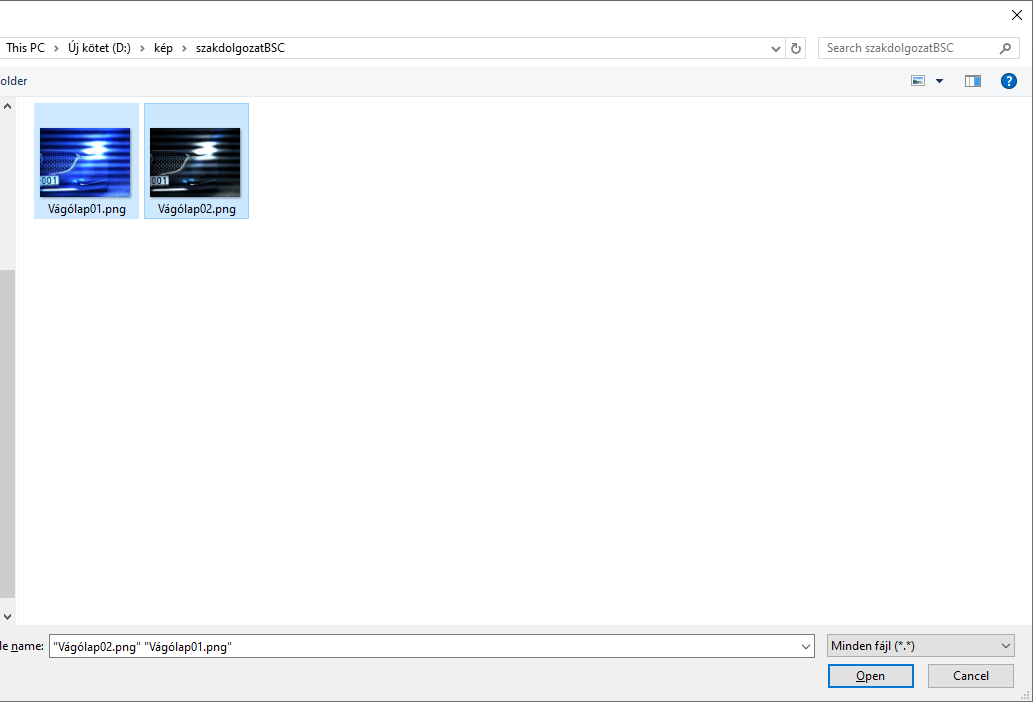 This PC > Új kötet (D:) > kép > szakdolgozatBSC
Search szakdolgozatBSC
older
?
001
001
Vágólap01.png
Vágólap02.png
le name:
"Vágólap02.png" "Vágólap01.png"
Minden fájl (*.*)
Open
Cancel